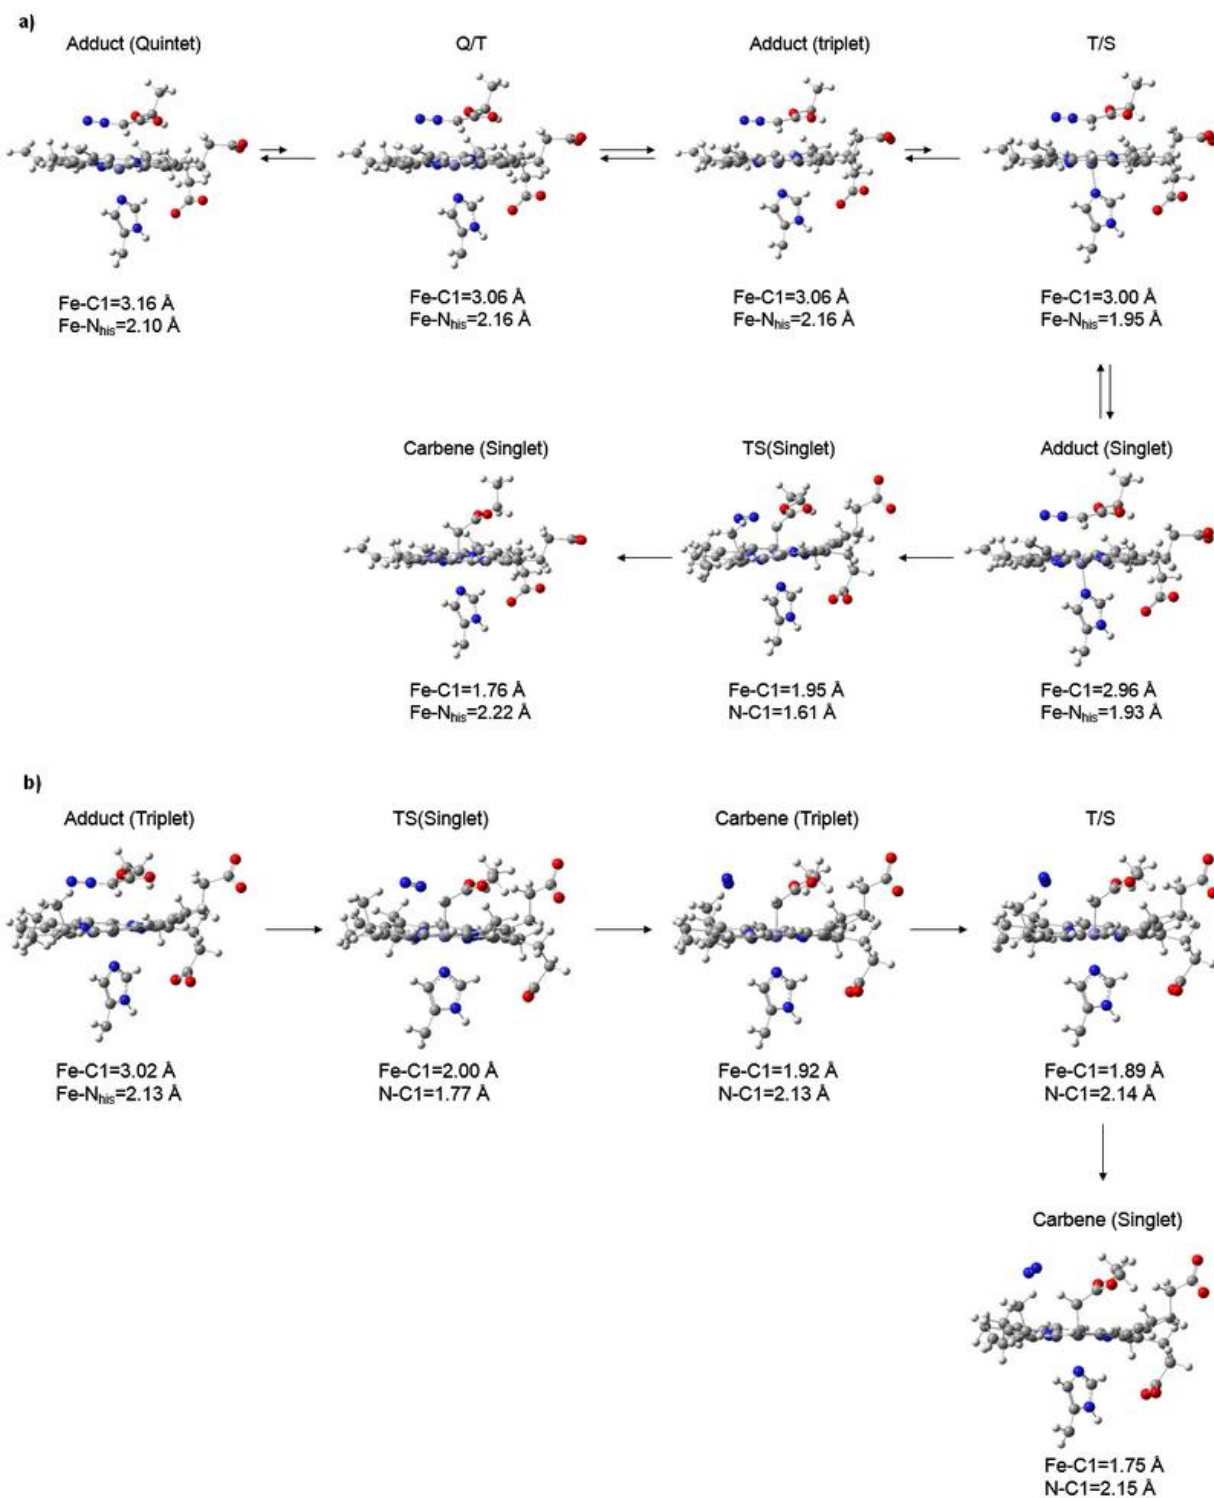 a)
Adduct (Quintet)
Q/T
Adduct (triplet)
T/S
Fe-C1=3.16 Å
Fe-Nhis=2.10 Å
Fe-C1=3.06 Å
Fe-Nhis=2.16 Å
Fe-C1=3.06 Å
Fe-Nhis=2.16 Å
Fe-C1=3.00 Å
Fe-Nhis=1.95 Å
Carbene (Singlet)
TS(Singlet)
Adduct (Singlet)
Fe-C1=1.76 Å
Fe-Nhis=2.22 Å
Fe-C1=1.95 Å
N-C1=1.61 Å
Fe-C1=2.96 Å
Fe-Nhis=1.93 Å
b)
Adduct (Triplet)
TS(Singlet)
Carbene (Triplet)
T/S
Fe-C1=3.02 Å
Fe-Nhis=2.13 Å
Fe-C1=2.00 Å
N-C1=1.77 Å
Fe-C1=1.92 Å
N-C1=2.13 Å
Fe-C1=1.89 Å
N-C1=2.14 Å
Carbene (Singlet)
Fe-C1=1.75 Å
N-C1=2.15 Å